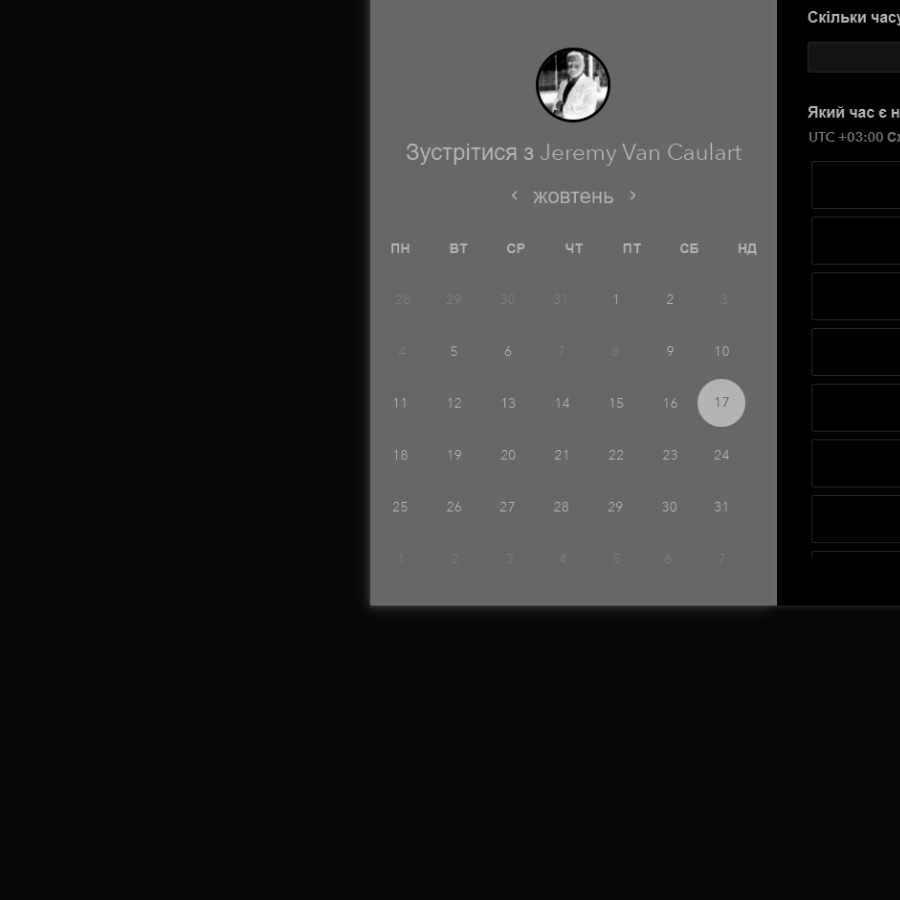 Зустрітися з Jeremy Van Caulart
жовтень
ПН ВТ СР ЧТ ПТ СБ НД
28 29 30 31 1 2 3
4 5 6 7 8 9 10
11 12 13 14 15 16 17
18 19 20 21 22 23 24
25 26 27 28 29 30 31
1 2 3 4 5 6 7
Скільки часу
Який час є н
UTC +03:00 Сх